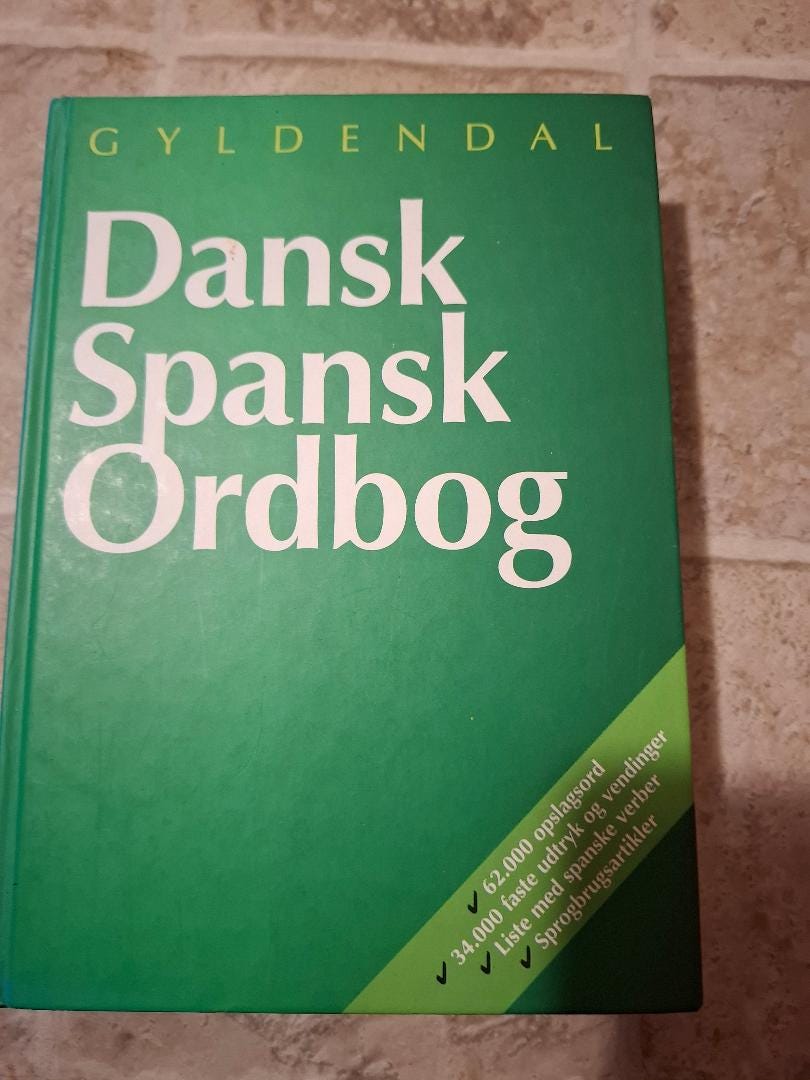 GYLDENDAL
Dansk
Spansk
Ordbog
✓ 62.000 opslagsord
✓ 34.000 faste udtryk og vendinger
✓ Liste med spanske verber
✓ Sprogbrugsartikler